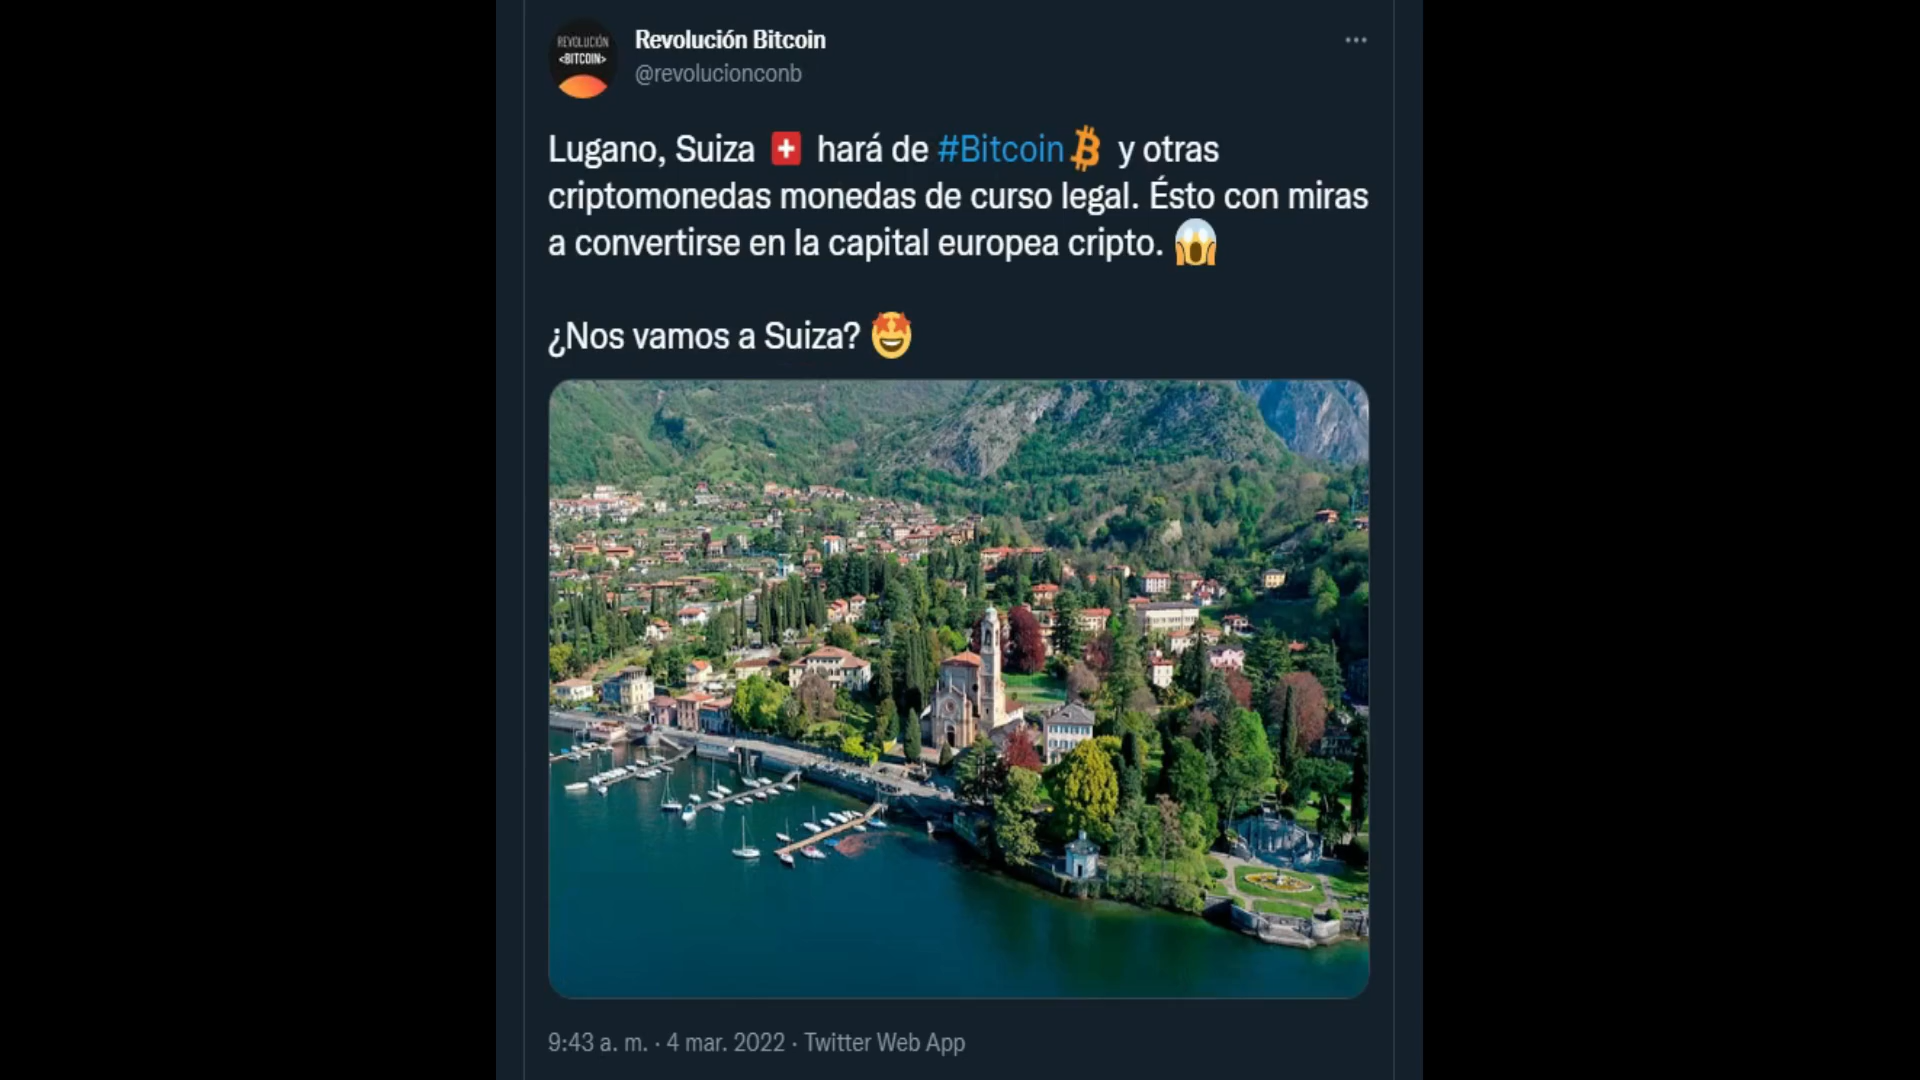 REVOLUCIÓN
<BITCOIN>
Revolución Bitcoin
@revolucionconb
Lugano, Suiza 🇨🇭 hará de #Bitcoin y otras
criptomonedas monedas de curso legal. Ésto con miras
a convertirse en la capital europea cripto. 😱
¿Nos vamos a Suiza? 🤩
9:43 a. m. · 4 mar. 2022 · Twitter Web App